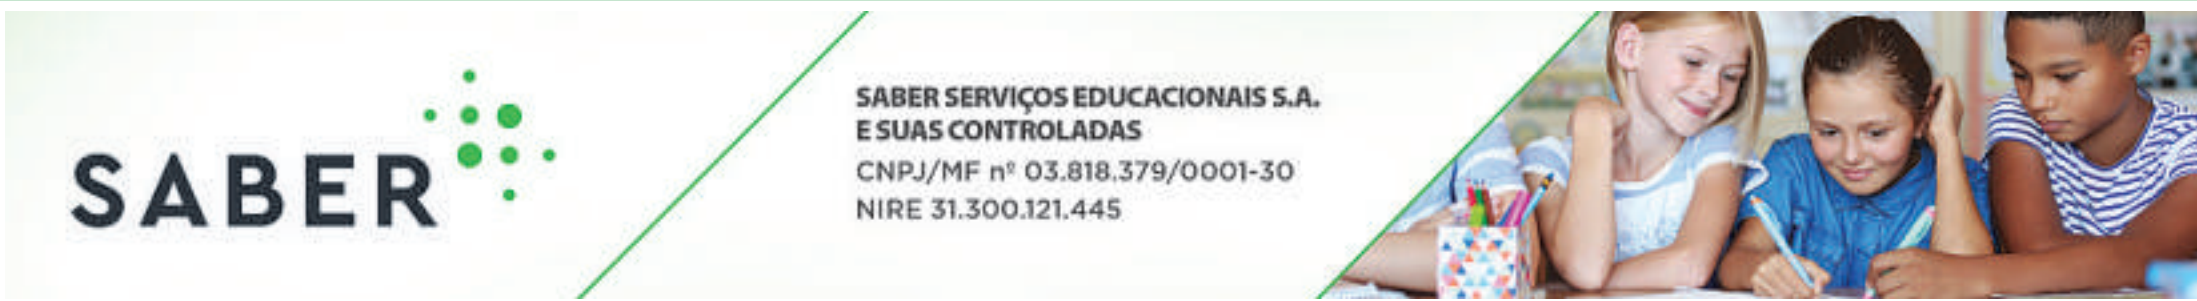 SABER
SABER SERVIÇOS EDUCACIONAIS S.A.
E SUAS CONTROLADAS
CNPJ/MF nº 03.818.379/0001-30
NIRE 31.300.121.445